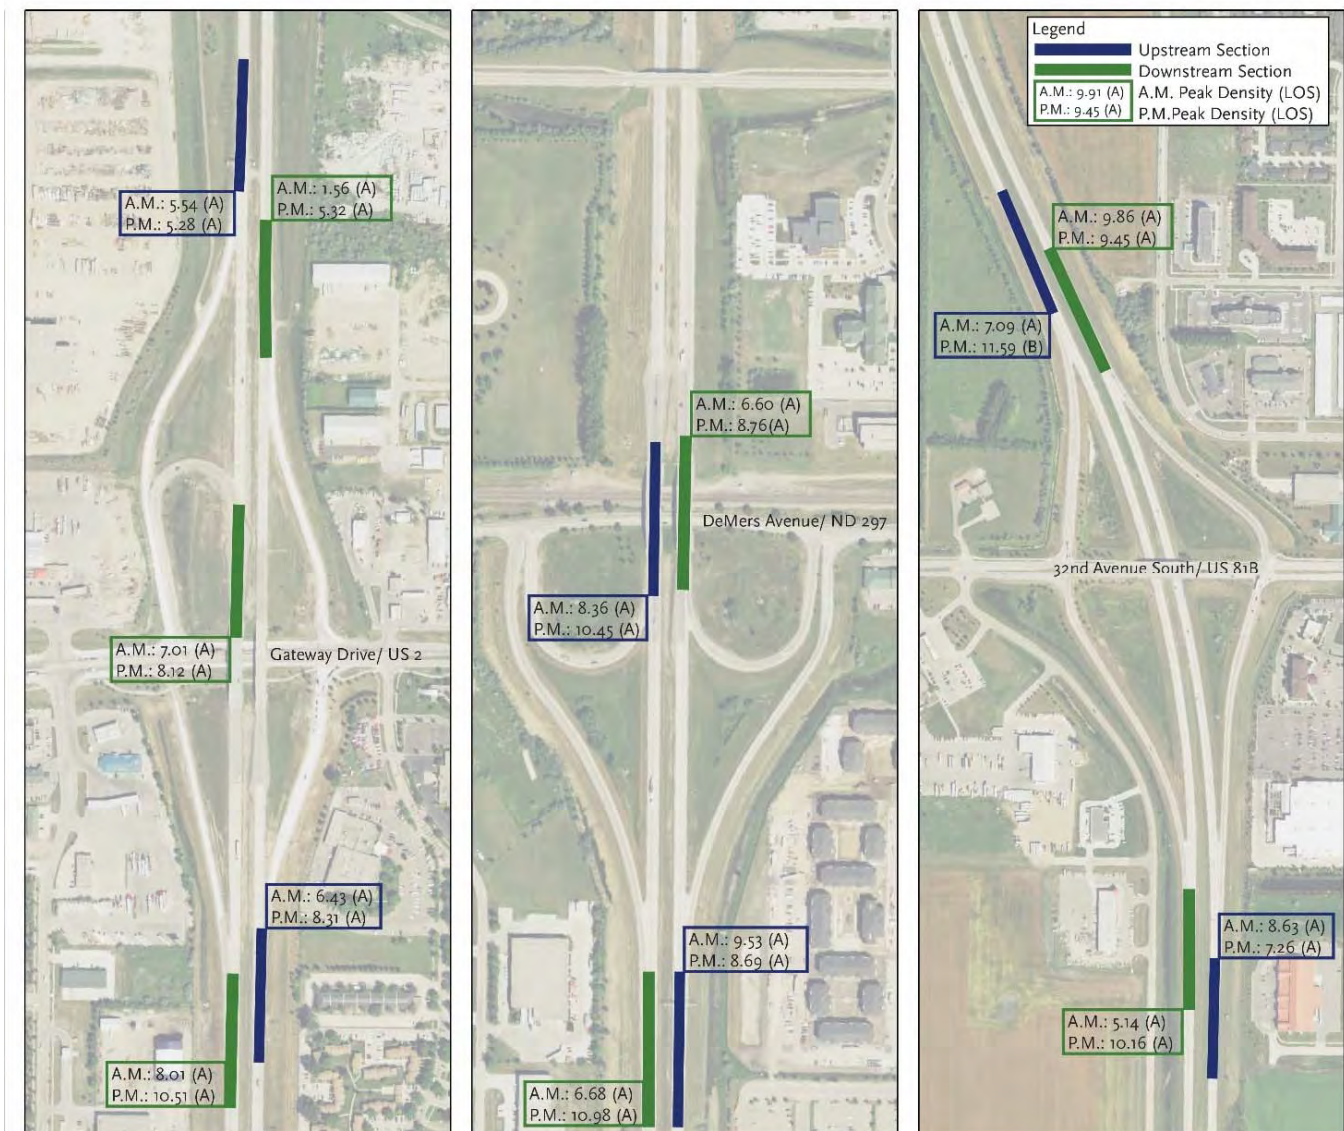 Legend
Upstream Section
Downstream Section
A.M.: 9.91 (A)
P.M.: 9.45 (A)
A.M. Peak Density (LOS)
P.M.Peak Density (LOS)
A.M.: 5.54 (A)
P.M.: 5.28 (A)
A.M.: 1.56 (A)
P.M.: 5.32 (A)
A.M.: 7.01 (A)
P.M.: 8.12 (A)
Gateway Drive/ US 2
A.M.: 6.43 (A)
P.M.: 8.31 (A)
A.M.: 8.01 (A)
P.M.: 10.51 (A)
A.M.: 6.60 (A)
P.M.: 8.76(A)
DeMers Avenue/ ND 297
A.M.: 8.36 (A)
P.M.: 10.45 (A)
A.M.: 9.53 (A)
P.M.: 8.69 (A)
A.M.: 6.68 (A)
P.M.: 10.98 (A)
A.M.: 9.86 (A)
P.M.: 9.45 (A)
A.M.: 7.09 (A)
P.M.: 11.59 (B)
32nd Avenue South/ US 81B
A.M.: 8.63 (A)
P.M.: 7.26 (A)
A.M.: 5.14 (A)
P.M.: 10.16 (A)